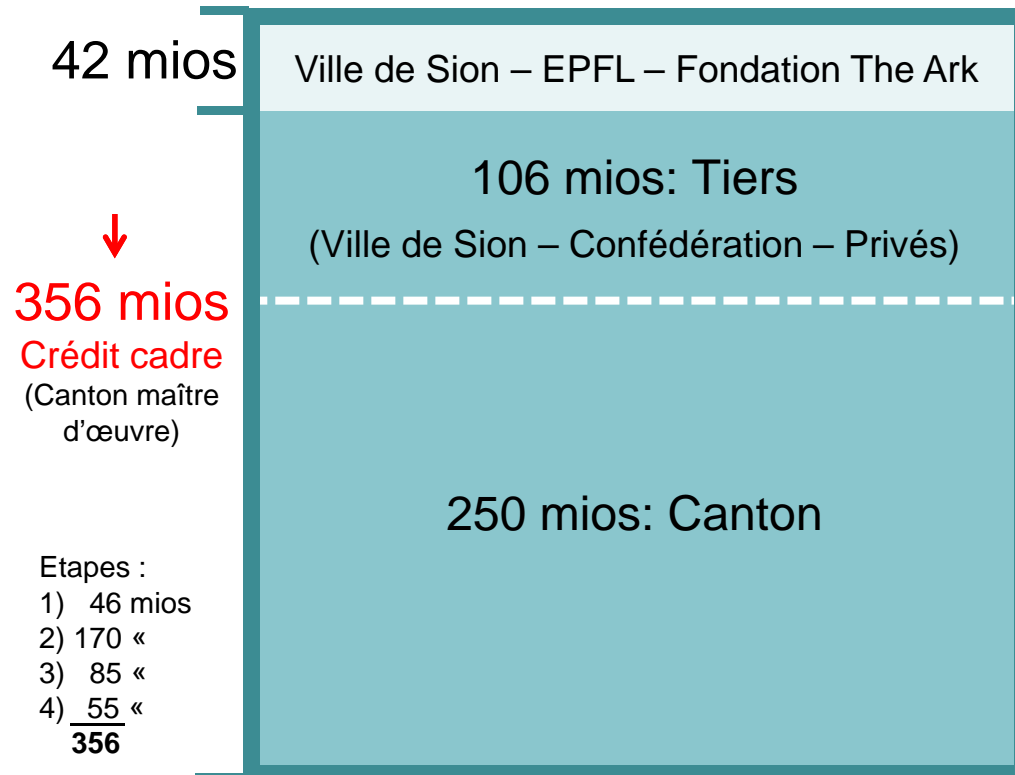 42 mios
Ville de Sion – EPFL – Fondation The Ark
106 mios: Tiers
(Ville de Sion – Confédération – Privés)
356 mios
Crédit cadre
(Canton maître
d'œuvre)
250 mios: Canton
Etapes :
1) 46 mios
2) 170 «
3) 85 «
4) 55 «
356